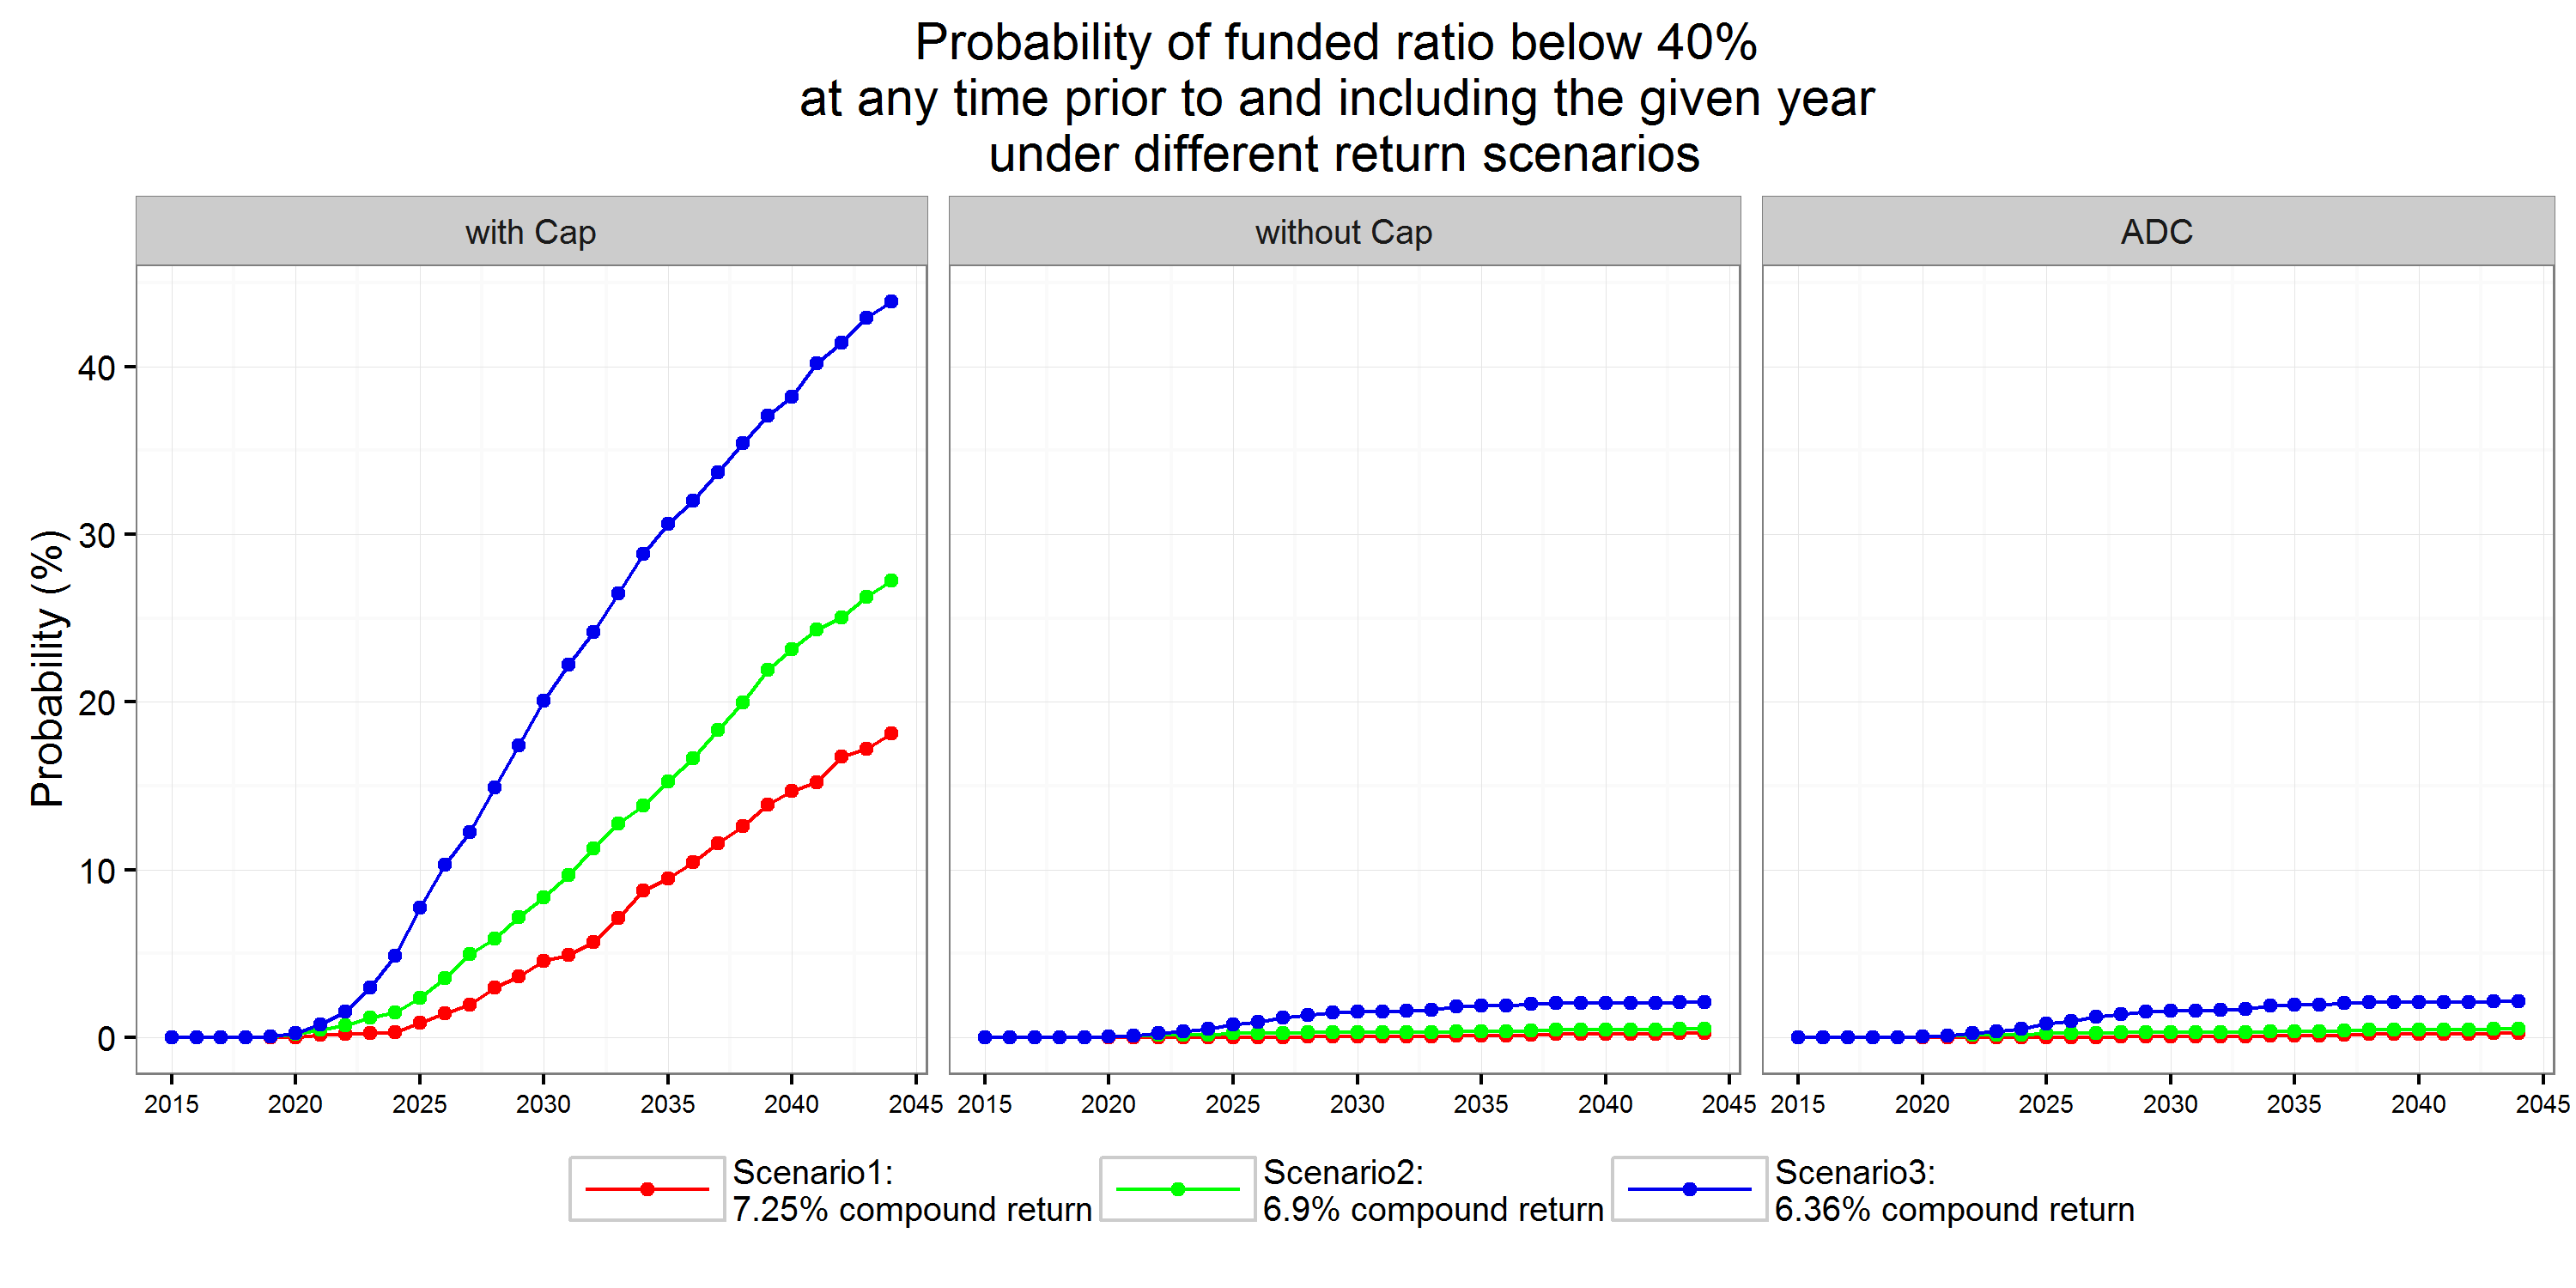 Probability of funded ratio below 40%
at any time prior to and including the given year
under different return scenarios
with Cap
without Cap
ADC
Probability (%)
40
30
20
10
0
2015 2020 2025 2030 2035 2040 2045
2015 2020 2025 2030 2035 2040 2045
2015 2020 2025 2030 2035 2040 2045
Scenario1:
7.25% compound return
Scenario2:
6.9% compound return
Scenario3:
6.36% compound return